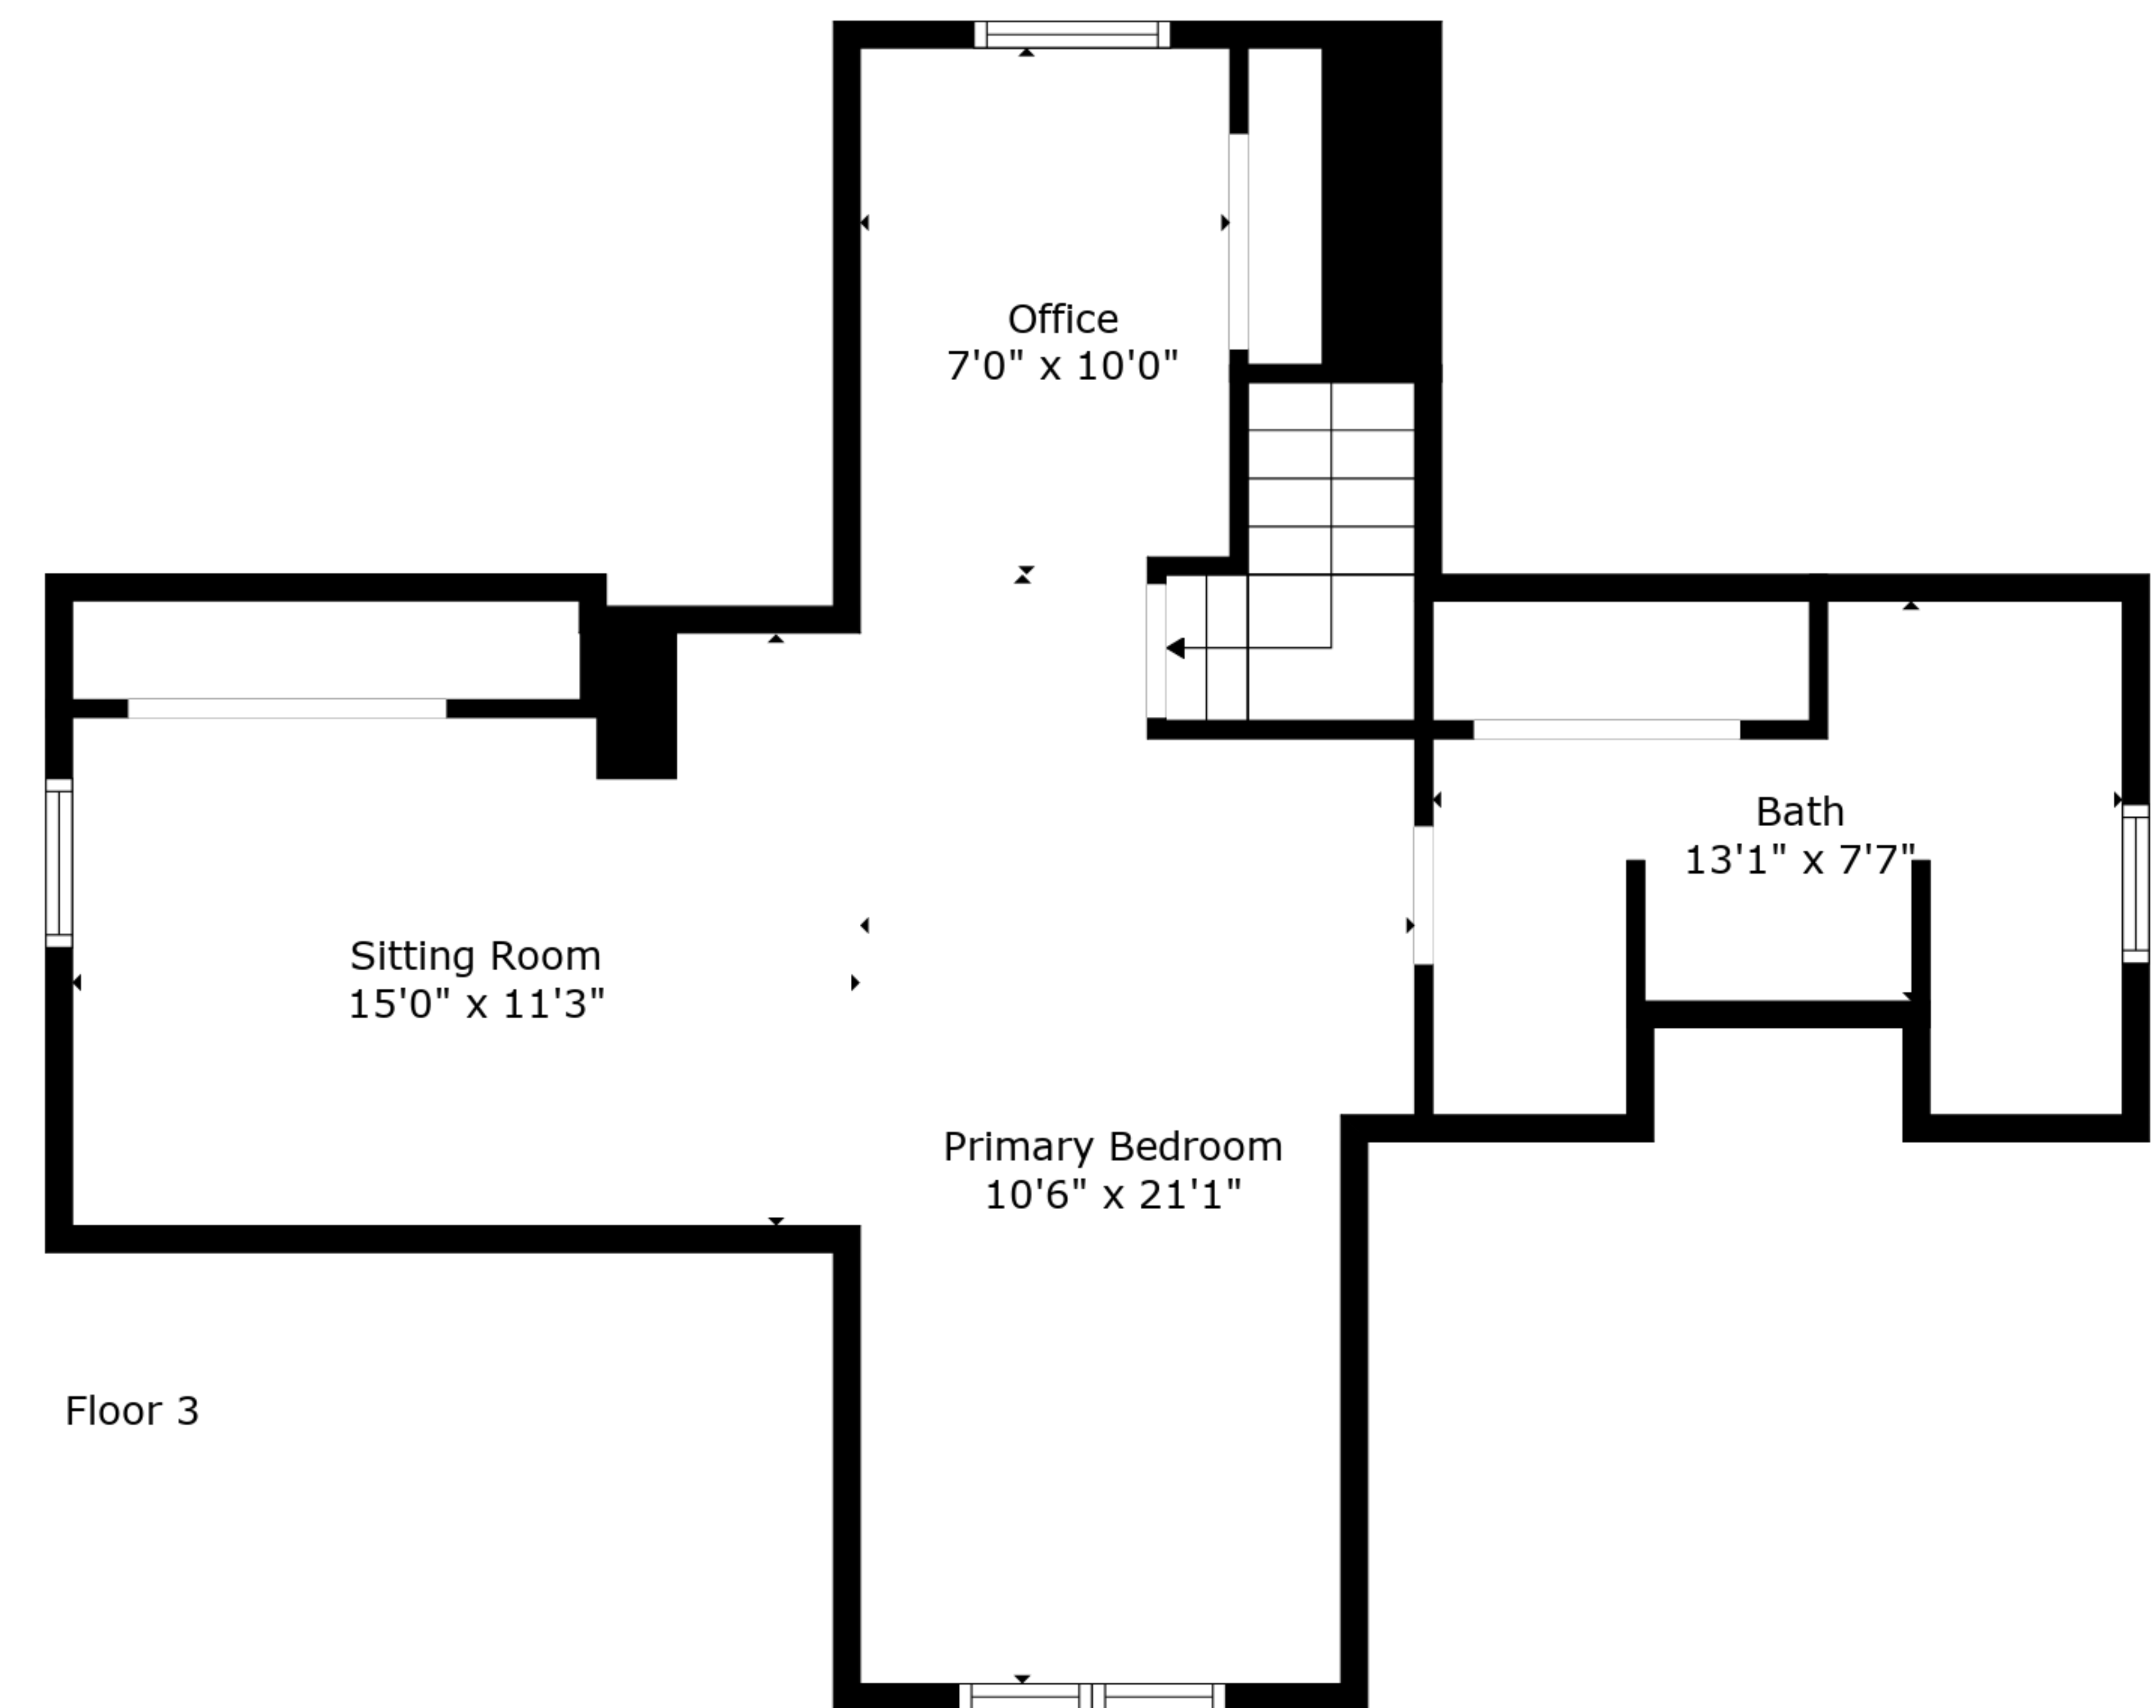 Office
7'0" x 10'0"
Bath
13'1" x 7'7"
Sitting Room
15'0" x 11'3"
Primary Bedroom
10'6" x 21'1"
Floor 3